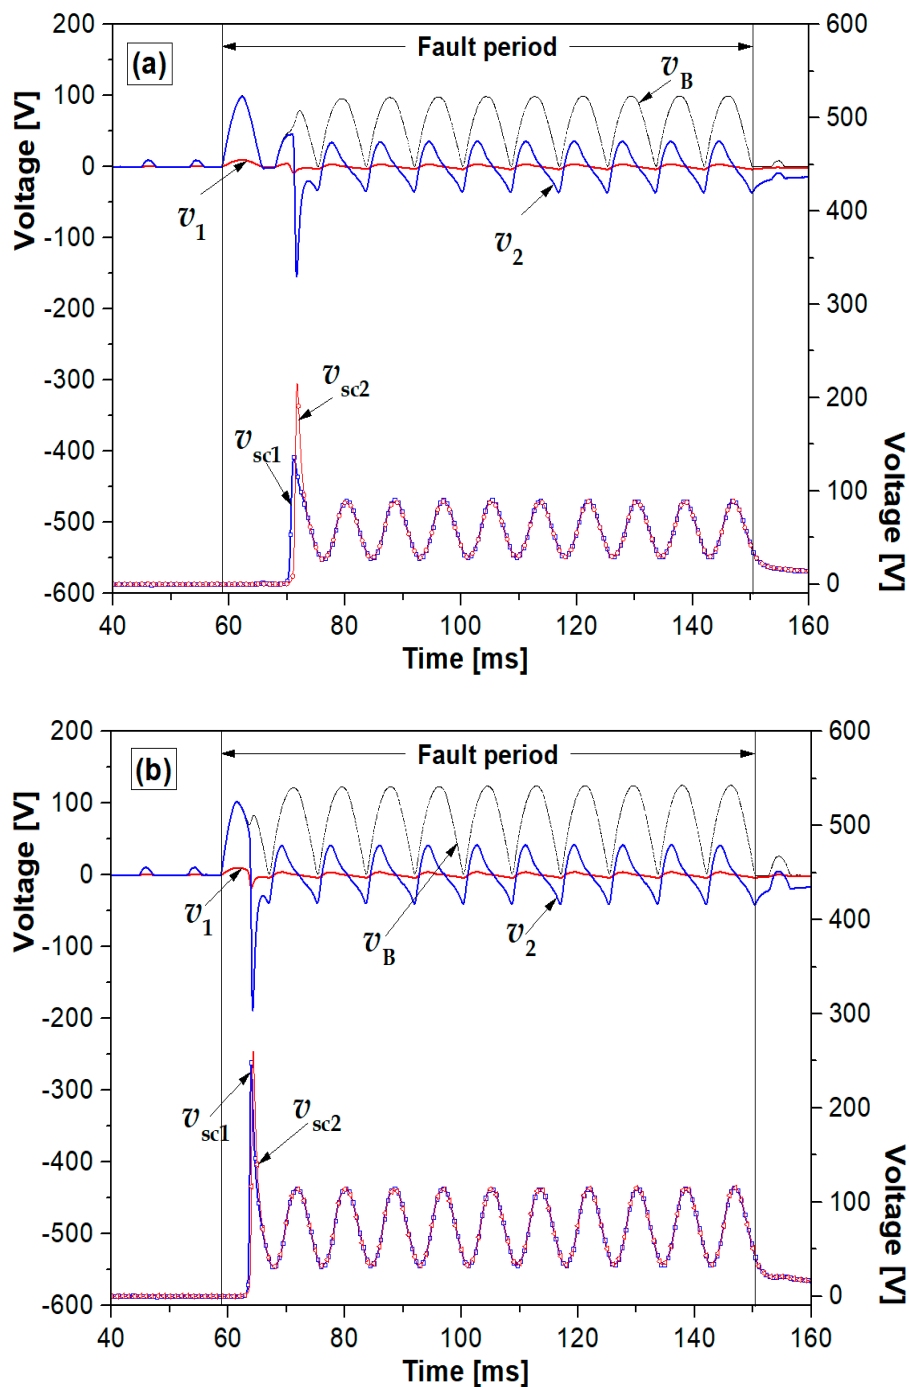 (a)
Fault period
v_B
v_1
v_2
v_sc2
v_sc1
Voltage [V]
200
100
0
-100
-200
-300
-400
-500
-600
Voltage [V]
600
500
400
300
200
100
0
40 60 80 100 120 140 160
Time [ms]
(b)
Fault period
v_1
v_B
v_2
v_sc1
v_sc2
Voltage [V]
200
100
0
-100
-200
-300
-400
-500
-600
Voltage [V]
600
500
400
300
200
100
0
40 60 80 100 120 140 160
Time [ms]